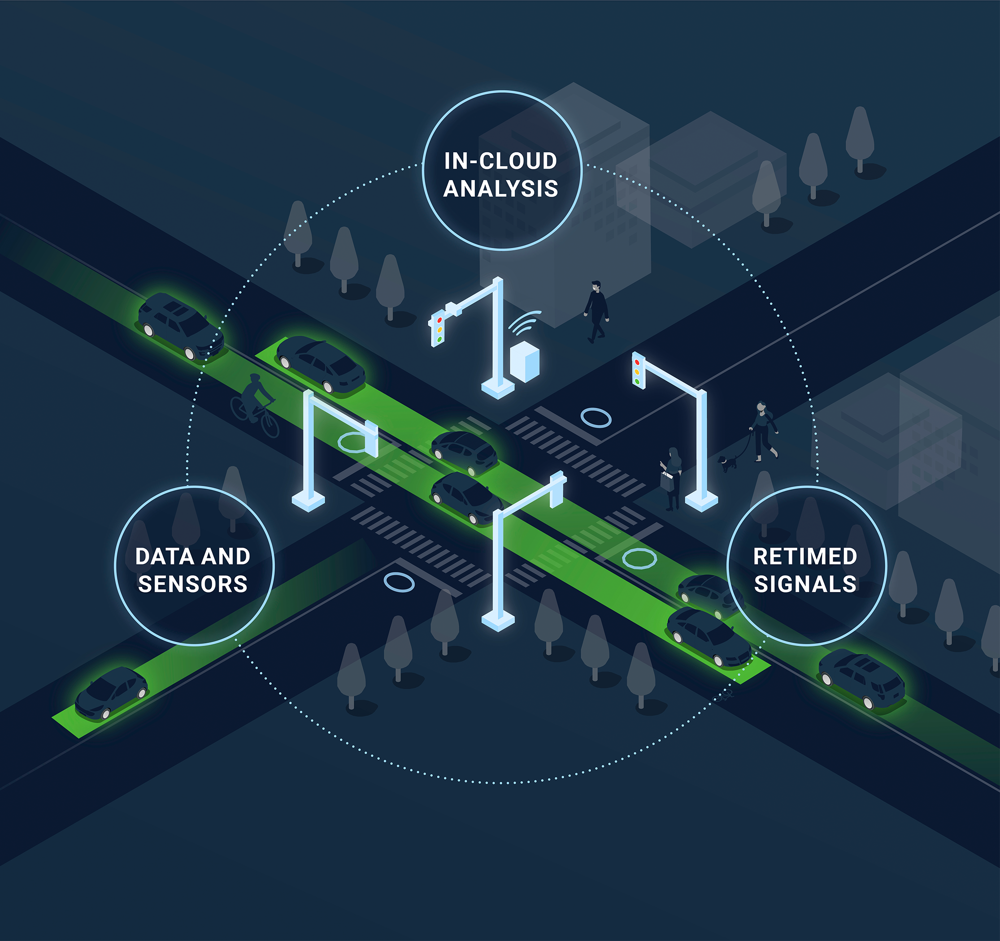 IN-CLOUD
ANALYSIS
DATA AND
SENSORS
RETIMED
SIGNALS